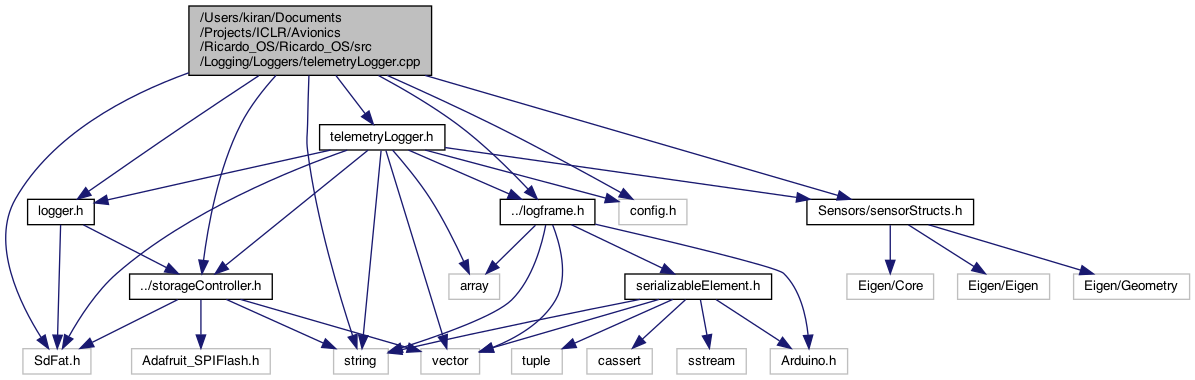 /Users/kiran/Documents
/Projects/ICLR/Avionics
/Ricardo_OS/Ricardo_OS/src
/Logging/Loggers/telemetryLogger.cpp
telemetryLogger.h
logger.h
../logframe.h
config.h
Sensors/sensorStructs.h
../storageController.h
array
serializableElement.h
Eigen/Core
Eigen/Eigen
Eigen/Geometry
SdFat.h
Adafruit_SPIFlash.h
string
vector
tuple
cassert
sstream
Arduino.h